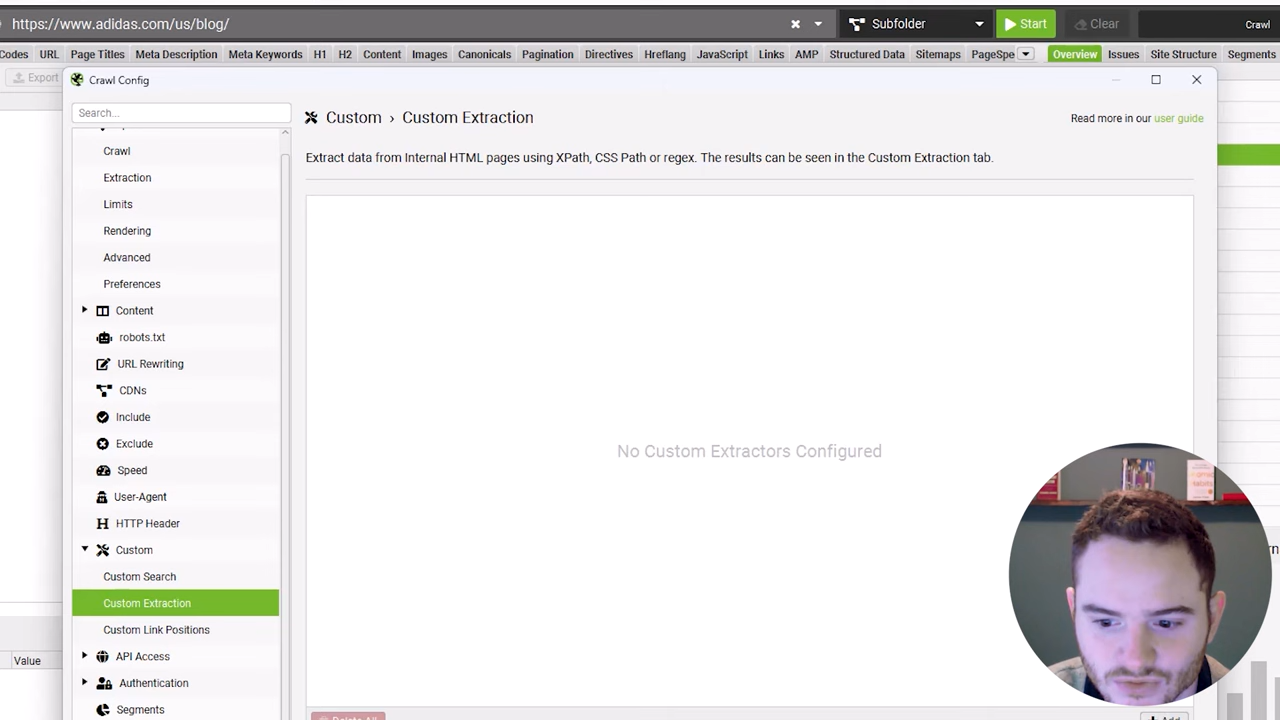 https://www.adidas.com/us/blog/
Subfolder
Start
Clear
Crawl
Codes URL Page Titles Meta Description Meta Keywords H1 H2 Content Images Canonicals Pagination Directives Hreflang JavaScript Links AMP Structured Data Sitemaps PageSpe Overview Issues Site Structure Segments
Export
Crawl Config
Search...
Custom › Custom Extraction
Read more in our user guide
Extract data from Internal HTML pages using XPath, CSS Path or regex. The results can be seen in the Custom Extraction tab.
Crawl
Extraction
Limits
Rendering
Advanced
Preferences
Content
robots.txt
URL Rewriting
CDNs
Include
Exclude
Speed
User-Agent
HTTP Header
Custom
Custom Search
Custom Extraction
Custom Link Positions
API Access
Authentication
Segments
No Custom Extractors Configured
Value
Delete All
Add